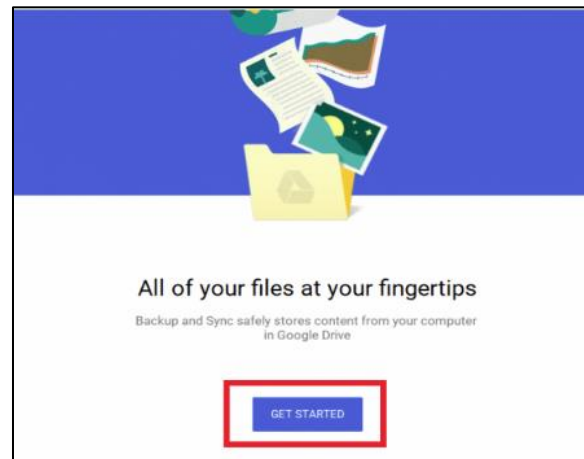 All of your files at your fingertips
Backup and Sync safely stores content from your computer
in Google Drive
GET STARTED